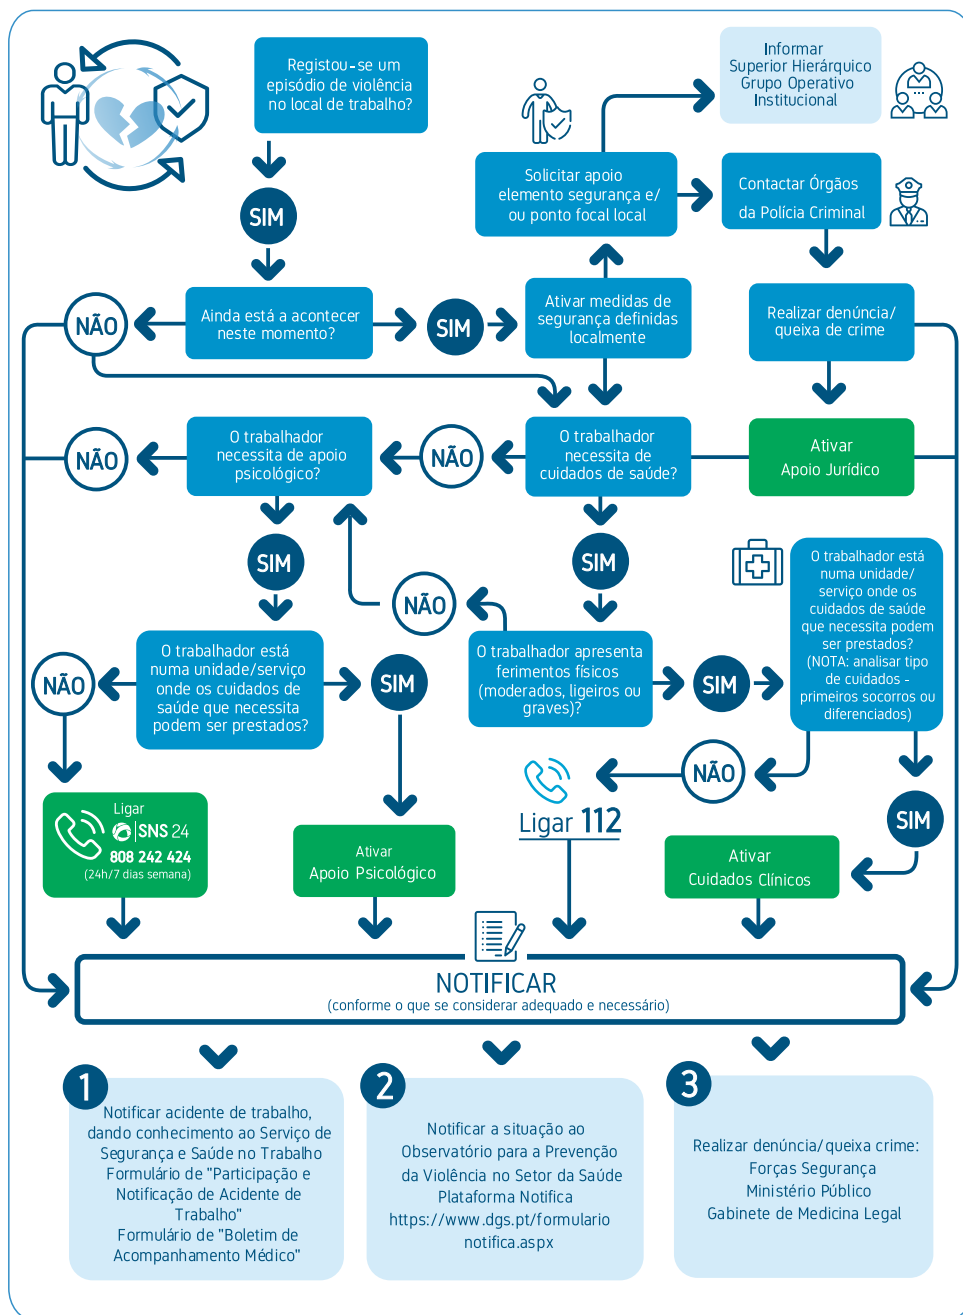 Registou-se um
episódio de violência
no local de trabalho?
Informar
Superior Hierárquico
Grupo Operativo
Institucional
SIM
Solicitar apoio
elemento segurança e/
ou ponto focal local
Contactar Órgãos
da Polícia Criminal
NÃO
Ainda está a acontecer
neste momento?
SIM
Ativar medidas de
segurança definidas
localmente
Realizar denúncia/
queixa de crime
NÃO
O trabalhador
necessita de apoio
psicológico?
NÃO
O trabalhador
necessita de
cuidados de saúde?
Ativar
Apoio Jurídico
SIM
SIM
NÃO
O trabalhador está
numa unidade/
serviço onde os
cuidados de saúde
que necessita podem
ser prestados?
(NOTA: analisar tipo
de cuidados -
primeiros socorros ou
diferenciados)
NÃO
O trabalhador está
numa unidade/serviço
onde os cuidados de
saúde que necessita
podem ser prestados?
SIM
O trabalhador apresenta
ferimentos físicos
(moderados, ligeiros ou
graves)?
SIM
NÃO
SIM
Ligar
SNS 24
808 242 424
(24h/7 dias semana)
Ativar
Apoio Psicológico
Ligar 112
Ativar
Cuidados Clínicos
NOTIFICAR
(conforme o que se considerar adequado e necessário)
1
Notificar acidente de trabalho,
dando conhecimento ao Serviço de
Segurança e Saúde no Trabalho
Formulário de "Participação e
Notificação de Acidente de
Trabalho"
Formulário de "Boletim de
Acompanhamento Médico"
2
Notificar a situação ao
Observatório para a Prevenção
da Violência no Setor da Saúde
Plataforma Notifica
https://www.dgs.pt/formulario
notifica.aspx
3
Realizar denúncia/queixa crime:
Forças Segurança
Ministério Público
Gabinete de Medicina Legal